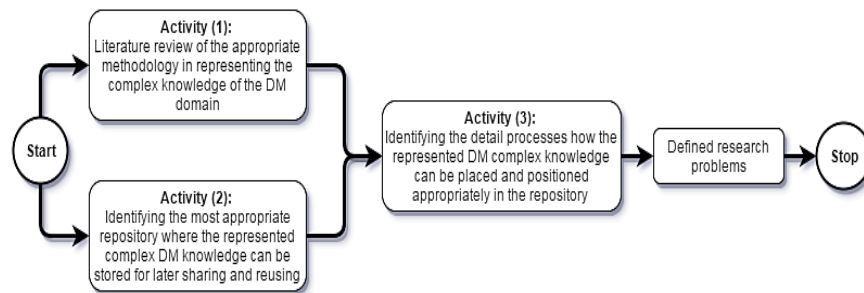 Start
Activity (1):
Literature review of the appropriate
methodology in representing the
complex knowledge of the DM
domain
Activity (2):
Identifying the most appropriate
repository where the represented
complex DM knowledge can be
stored for later sharing and reusing
Activity (3):
Identifying the detail processes how the
represented DM complex knowledge
can be placed and positioned
appropriately in the repository
Defined research
problems
Stop